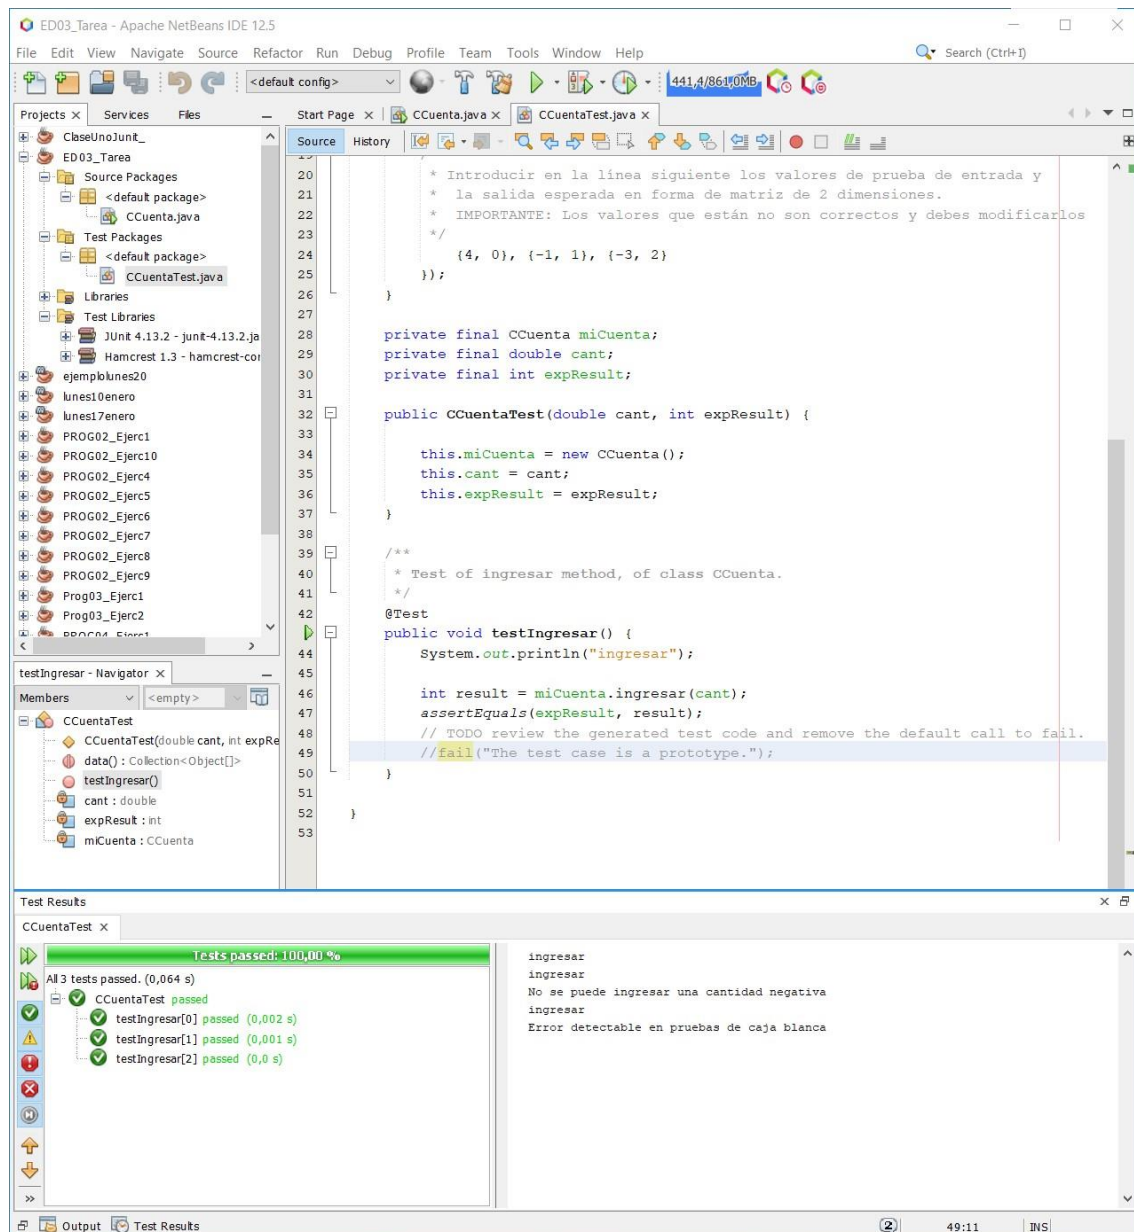 ED03_Tarea - Apache NetBeans IDE 12.5
File Edit View Navigate Source Refactor Run Debug Profile Team Tools Window Help
Search (Ctrl+I)
<default config>
441,4/861,0MB
Projects Services Files
Start Page CCuenta.java CCuentaTest.java
Source History
ClaseUnoJunit_
ED03_Tarea
Source Packages
<default package>
CCuenta.java
Test Packages
<default package>
CCuentaTest.java
Libraries
Test Libraries
JUnit 4.13.2 - junit-4.13.2.ja
Hamcrest 1.3 - hamcrest-cor
ejemplolunes20
lunes10enero
lunes17enero
PROG02_Ejerc1
PROG02_Ejerc10
PROG02_Ejerc4
PROG02_Ejerc5
PROG02_Ejerc6
PROG02_Ejerc7
PROG02_Ejerc8
PROG02_Ejerc9
Prog03_Ejerc1
Prog03_Ejerc2
PROG04_Ejerc1
testIngresar - Navigator
Members <empty>
CCuentaTest
CCuentaTest(double cant, int expRe
data() : Collection<Object[]>
testIngresar()
cant : double
expResult : int
miCuenta : CCuenta
19
20 * Introducir en la línea siguiente los valores de prueba de entrada y
21 * la salida esperada en forma de matriz de 2 dimensiones.
22 * IMPORTANTE: Los valores que están no son correctos y debes modificarlos
23 */
24 {4, 0}, {-1, 1}, {-3, 2}
25 });
26 }
27
28 private final CCuenta miCuenta;
29 private final double cant;
30 private final int expResult;
31
32 public CCuentaTest(double cant, int expResult) {
33
34 this.miCuenta = new CCuenta();
35 this.cant = cant;
36 this.expResult = expResult;
37 }
38
39 /**
40 * Test of ingresar method, of class CCuenta.
41 */
42 @Test
public void testIngresar() {
44 System.out.println("ingresar");
45
46 int result = miCuenta.ingresar(cant);
47 assertEquals(expResult, result);
48 // TODO review the generated test code and remove the default call to fail.
49 //fail("The test case is a prototype.");
50 }
51
52 }
53
Test Results
CCuentaTest
Tests passed: 100,00 %
All 3 tests passed. (0,064 s)
CCuentaTest passed
testIngresar[0] passed (0,002 s)
testIngresar[1] passed (0,001 s)
testIngresar[2] passed (0,0 s)
ingresar
ingresar
No se puede ingresar una cantidad negativa
ingresar
Error detectable en pruebas de caja blanca
Output Test Results
2 49:11 INS